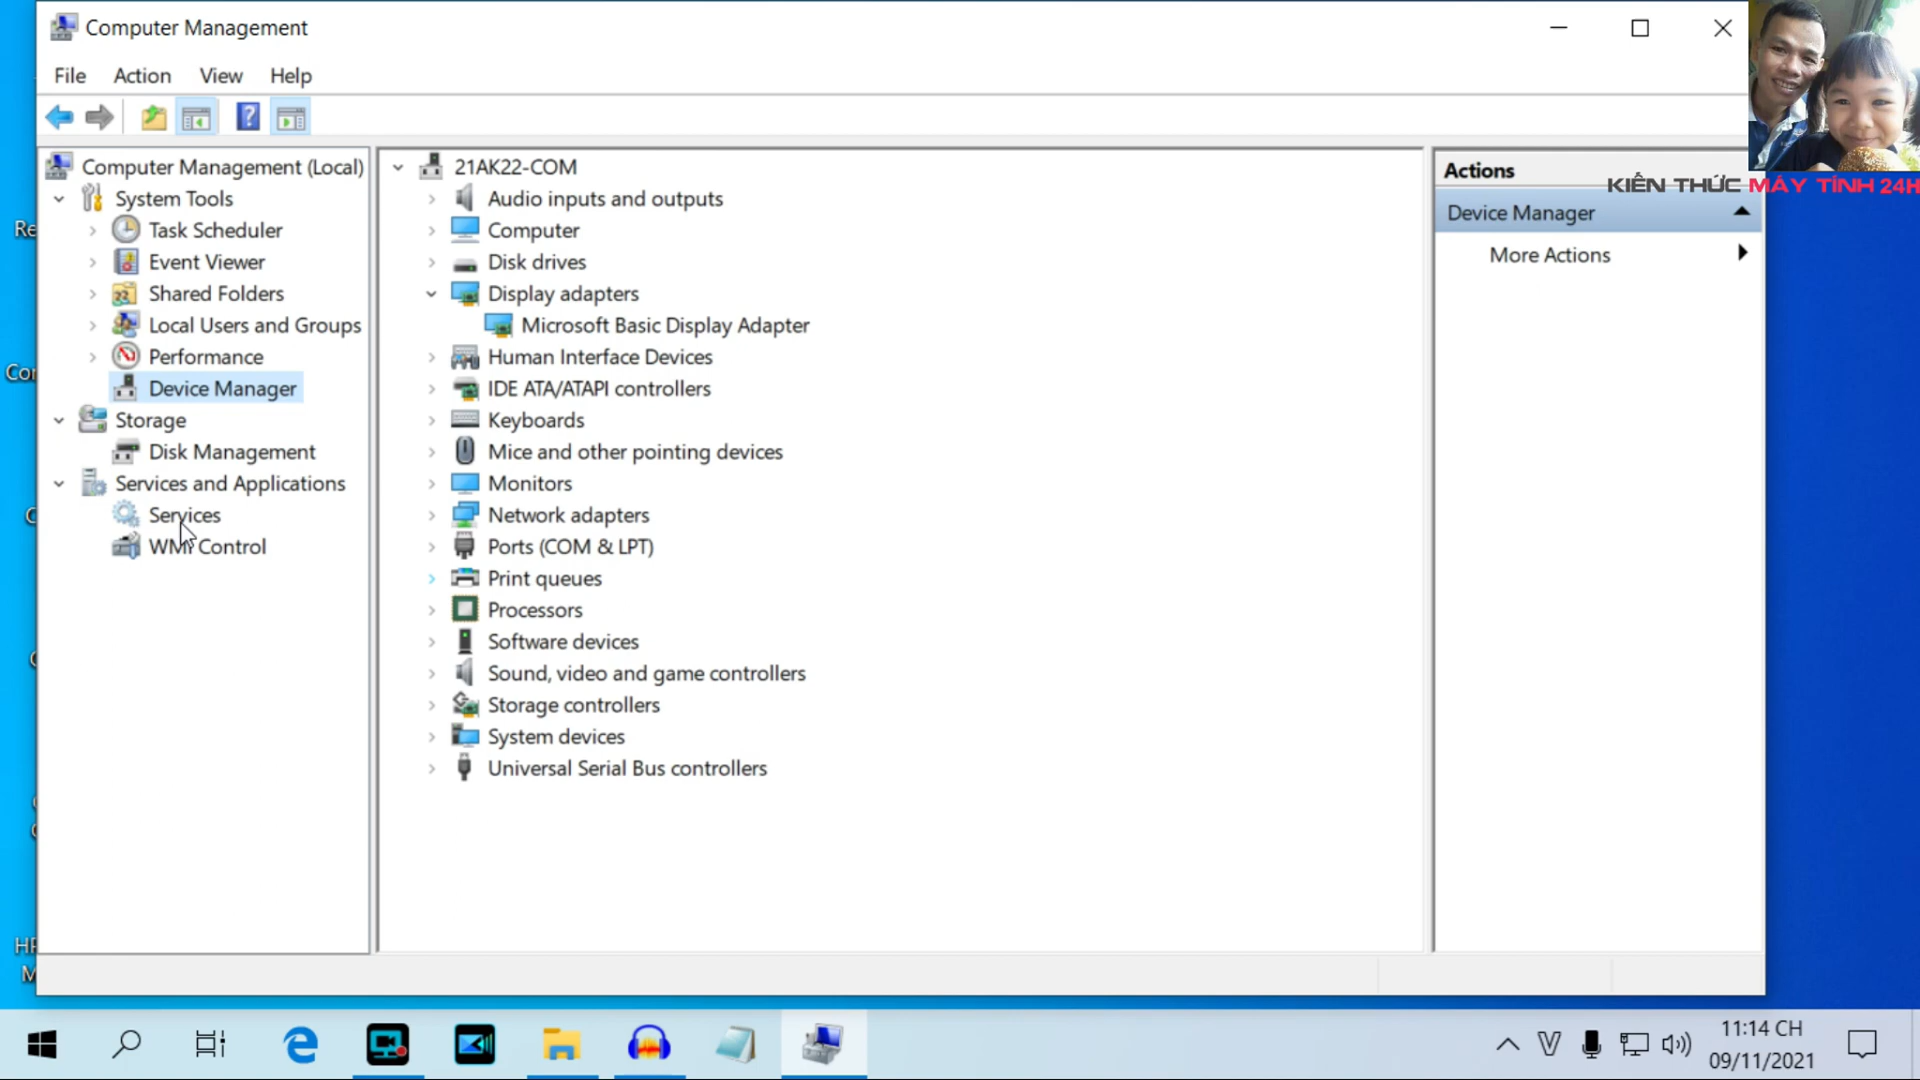 Computer Management
File Action View Help
Computer Management (Local)
System Tools
Task Scheduler
Event Viewer
Shared Folders
Local Users and Groups
Performance
Device Manager
Storage
Disk Management
Services and Applications
Services
WMI Control
21AK22-COM
Audio inputs and outputs
Computer
Disk drives
Display adapters
Microsoft Basic Display Adapter
Human Interface Devices
IDE ATA/ATAPI controllers
Keyboards
Mice and other pointing devices
Monitors
Network adapters
Ports (COM & LPT)
Print queues
Processors
Software devices
Sound, video and game controllers
Storage controllers
System devices
Universal Serial Bus controllers
Actions
Device Manager
More Actions
KIẾN THỨC MÁY TÍNH 24H
Re
Con
C
HP
M
11:14 CH
09/11/2021